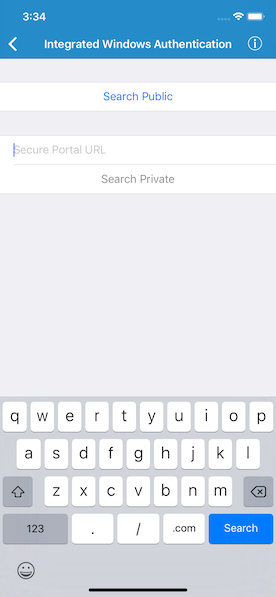 3:34
Integrated Windows Authentication
Search Public
Secure Portal URL
Search Private
q w e r t y u i o p
a s d f g h j k l
z x c v b n m
123 . / .com Search